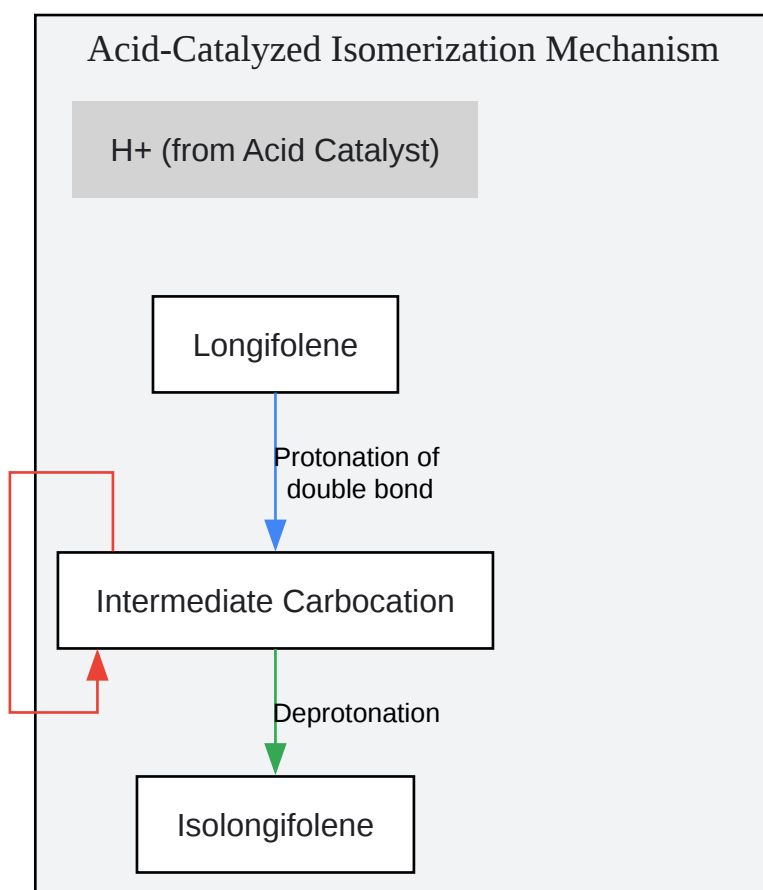 Acid-Catalyzed Isomerization Mechanism
H+ (from Acid Catalyst)
Longifolene
Protonation of
double bond
Intermediate Carbocation
Deprotonation
Isolongifolene